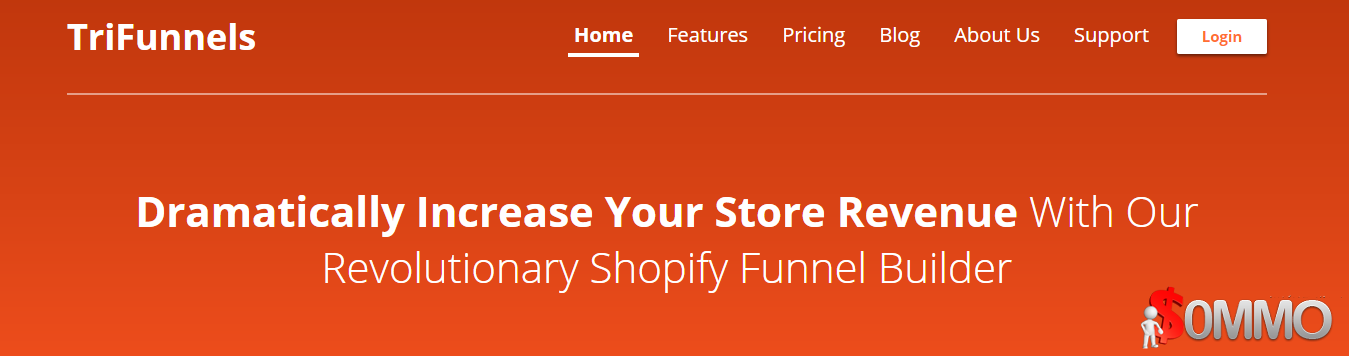 TriFunnels
Home Features Pricing Blog About Us Support Login
Dramatically Increase Your Store Revenue With Our
Revolutionary Shopify Funnel Builder
$0MMO